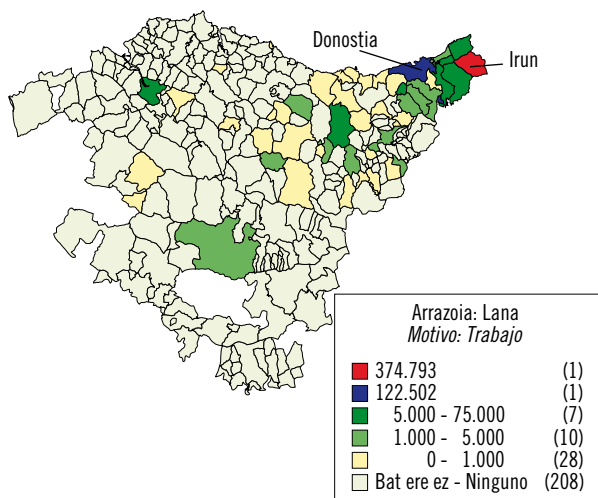 Donostia
Irun
Arrazoia: Lana
Motivo: Trabajo
374.793 (1)
122.502 (1)
5.000 - 75.000 (7)
1.000 - 5.000 (10)
0 - 1.000 (28)
Bat ere ez - Ninguno (208)